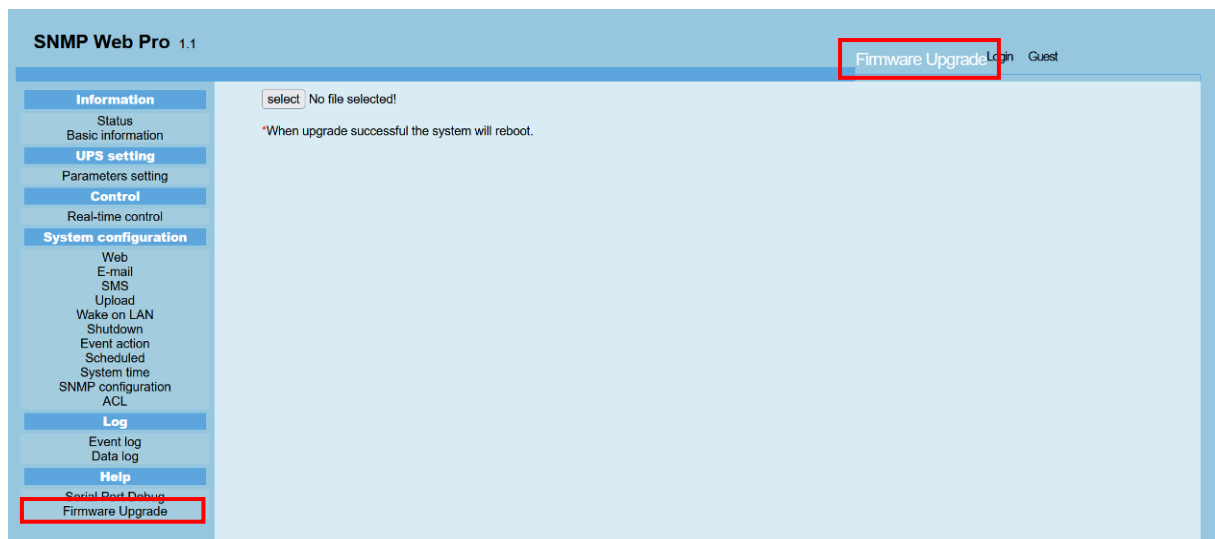 SNMP Web Pro 1.1
Firmware Upgrade Login Guest
Information
Status
Basic information
UPS setting
Parameters setting
Control
Real-time control
System configuration
Web
E-mail
SMS
Upload
Wake on LAN
Shutdown
Event action
Scheduled
System time
SNMP configuration
ACL
Log
Event log
Data log
Help
Serial Port Debug
Firmware Upgrade
select No file selected!
*When upgrade successful the system will reboot.